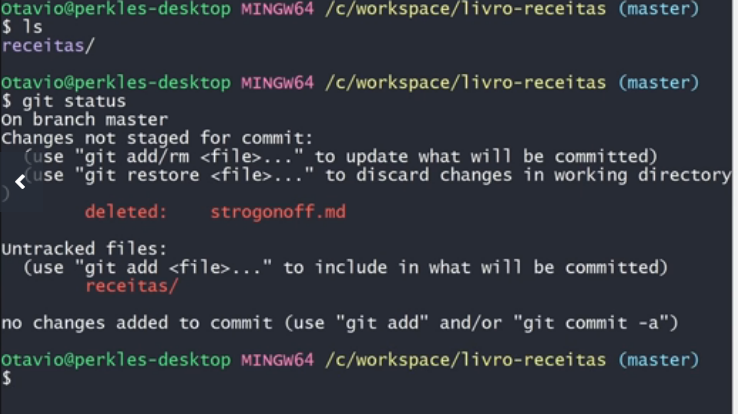 Otavio@perkles-desktop MINGW64 /c/workspace/livro-receitas (master)
$ ls
receitas/
Otavio@perkles-desktop MINGW64 /c/workspace/livro-receitas (master)
$ git status
On branch master
Changes not staged for commit:
(use "git add/rm <file>..." to update what will be committed)
(use "git restore <file>..." to discard changes in working directory
)
deleted: strogonoff.md
Untracked files:
(use "git add <file>..." to include in what will be committed)
receitas/
no changes added to commit (use "git add" and/or "git commit -a")
Otavio@perkles-desktop MINGW64 /c/workspace/livro-receitas (master)
$